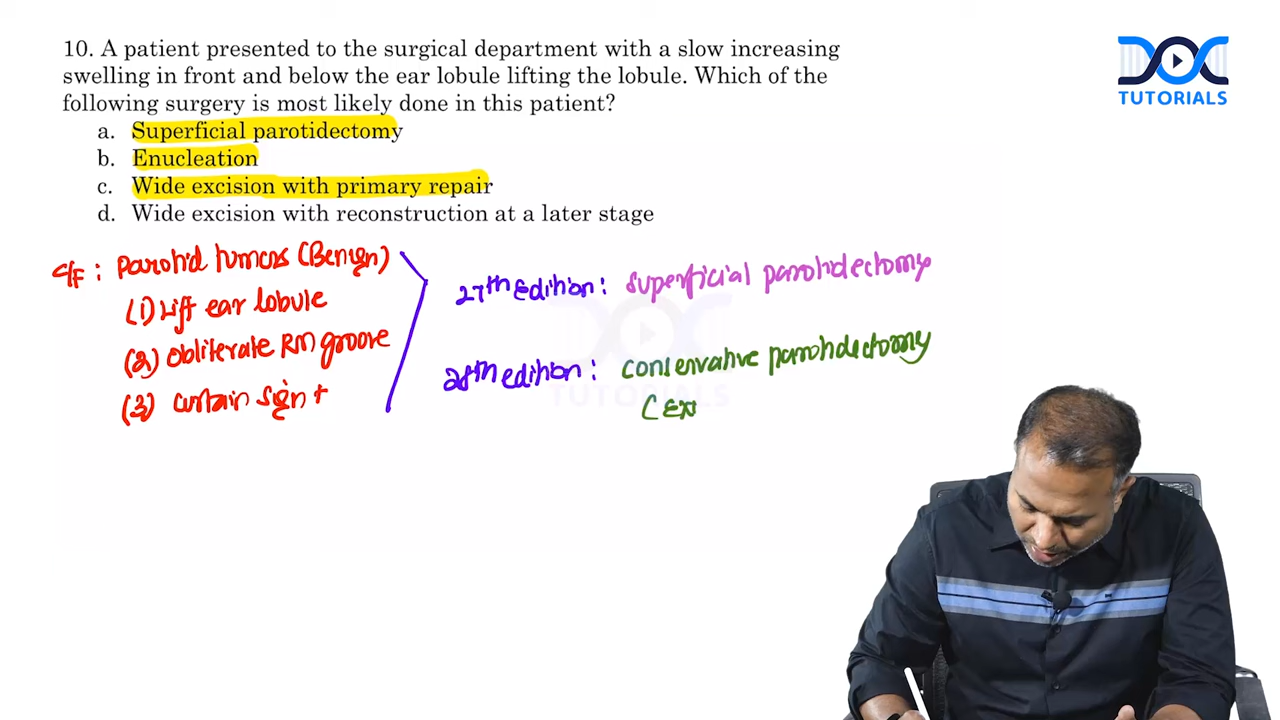 10. A patient presented to the surgical department with a slow increasing
swelling in front and below the ear lobule lifting the lobule. Which of the
following surgery is most likely done in this patient?
a. Superficial parotidectomy
b. Enucleation
c. Wide excision with primary repair
d. Wide excision with reconstruction at a later stage
C/F : Parotid tumors (Benign)
(1) Lift ear lobule
(2) obliterate RM groove
(3) curtain sign +
27th Edition : superficial parotidectomy
28th edition : conservative parotidectomy
( EX
DOC
TUTORIALS
TUTORIALS